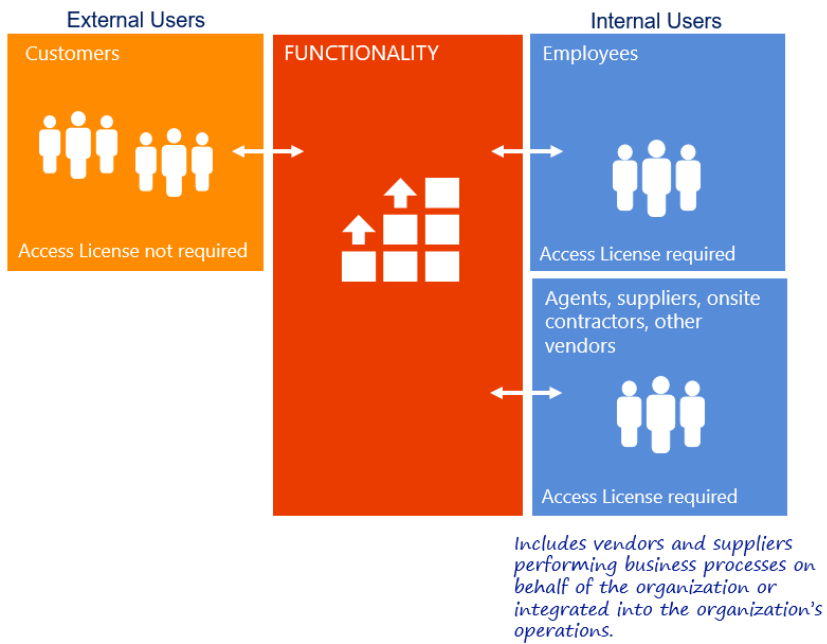 External Users
Customers
Access License not required
FUNCTIONALITY
Internal Users
Employees
Access License required
Agents, suppliers, onsite
contractors, other
vendors
Access License required
Includes vendors and suppliers
performing business processes on
behalf of the organization or
integrated into the organization's
operations.